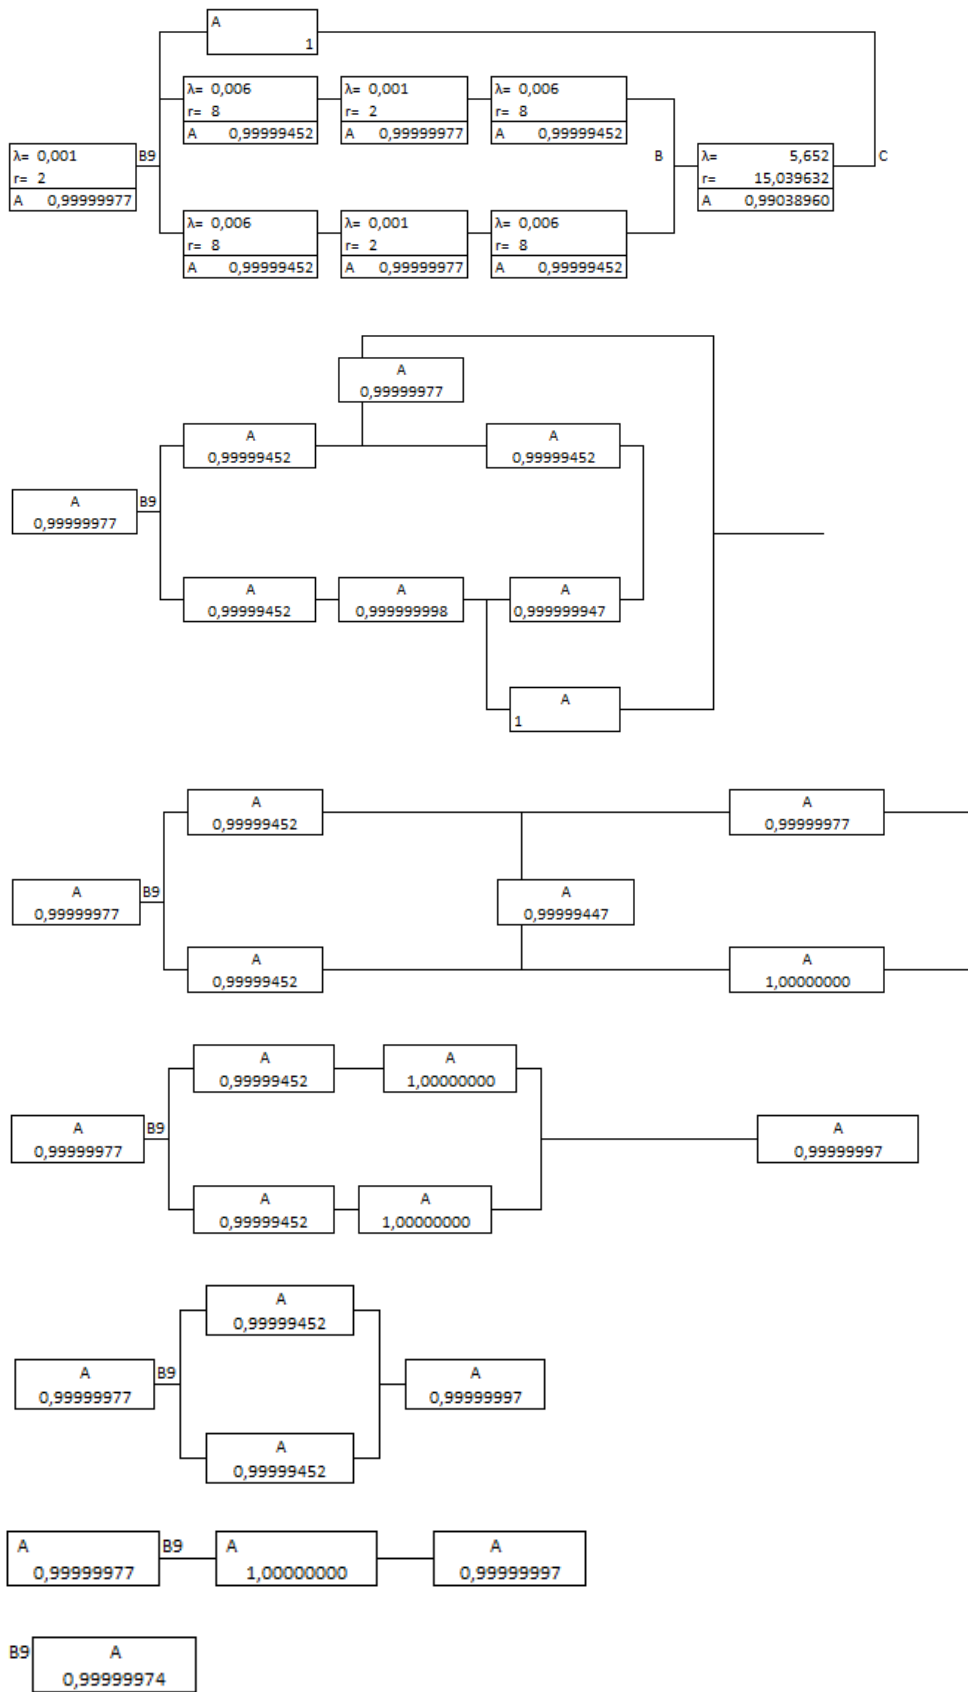 A
1
λ= 0,006
r= 8
A 0,99999452
λ= 0,001
r= 2
A 0,99999977
λ= 0,006
r= 8
A 0,99999452
λ= 0,001
r= 2
A 0,99999977
B9
B
λ= 5,652
r= 15,039632
A 0,99038960
C
λ= 0,006
r= 8
A 0,99999452
λ= 0,001
r= 2
A 0,99999977
λ= 0,006
r= 8
A 0,99999452
A
0,99999977
A
0,99999452
A
0,99999452
A
0,99999977
B9
A
0,99999452
A
0,999999998
A
0,999999947
A
1
A
0,99999452
A
0,99999977
A
0,99999977
B9
A
0,99999447
A
0,99999452
A
1,00000000
A
0,99999452
A
1,00000000
A
0,99999977
B9
A
0,99999997
A
0,99999452
A
1,00000000
A
0,99999452
A
0,99999977
B9
A
0,99999997
A
0,99999452
A
0,99999977
B9
A
1,00000000
A
0,99999997
B9
A
0,99999974